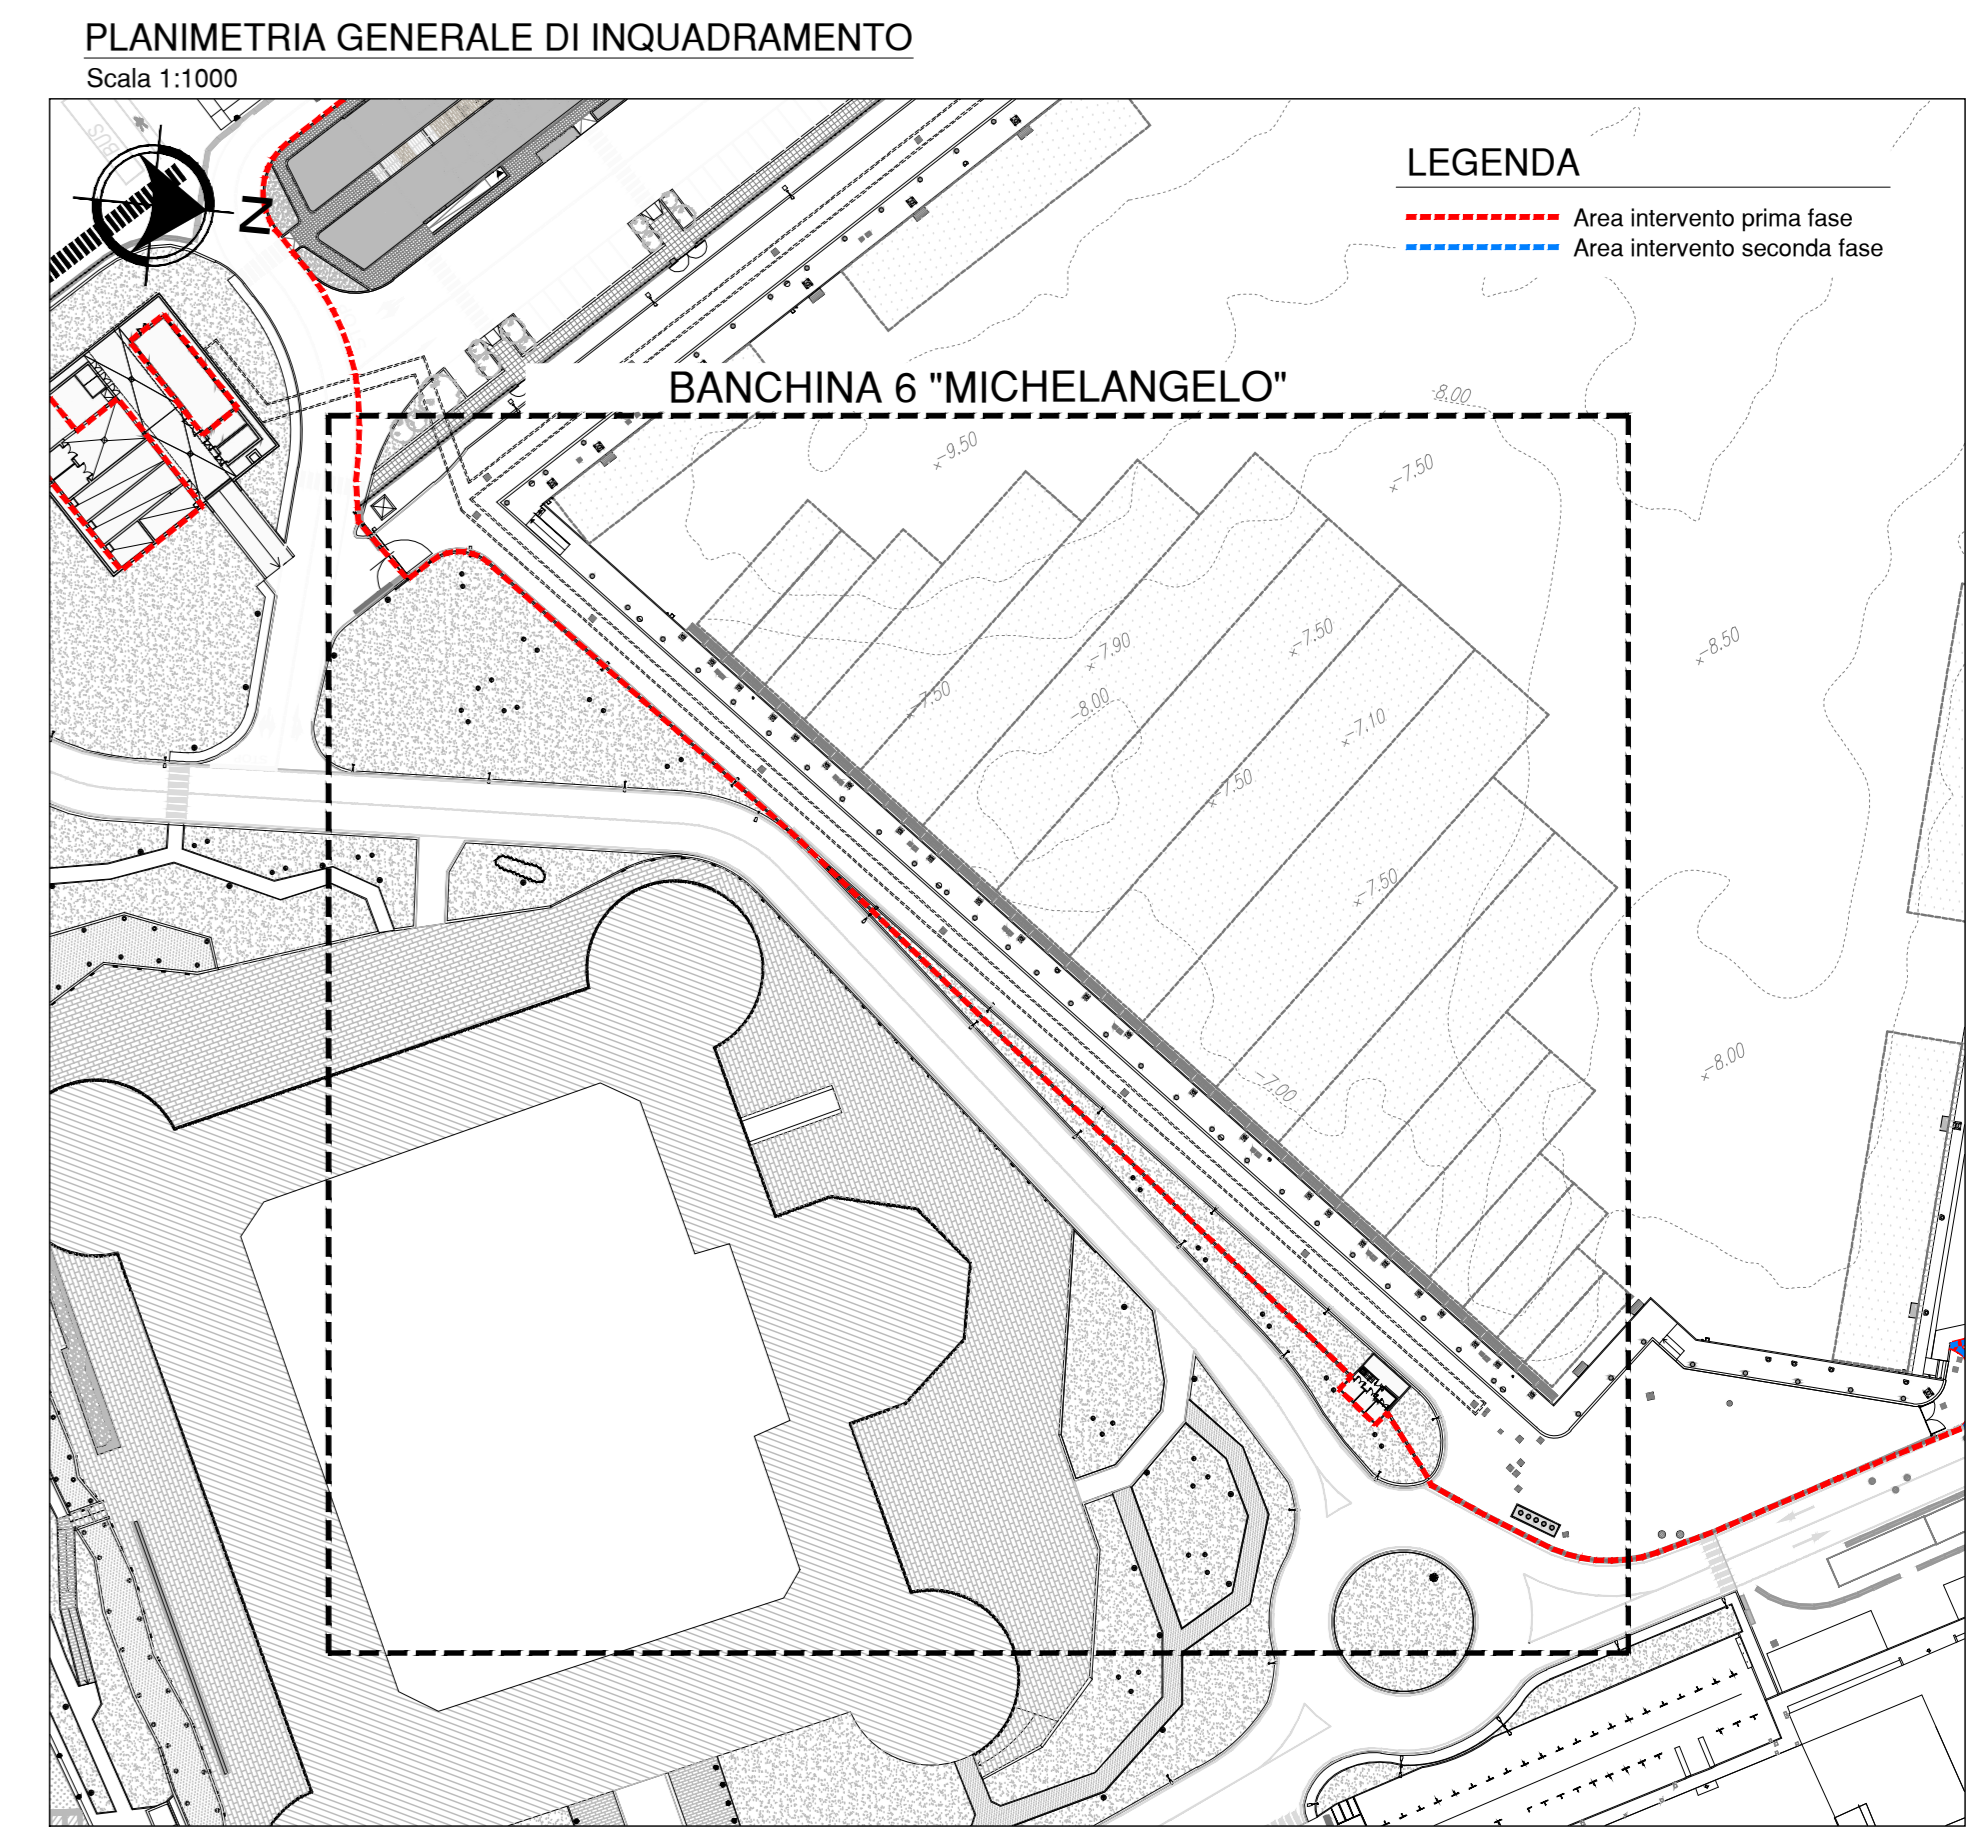 PLANIMETRIA GENERALE DI INQUADRAMENTO
Scala 1:1000
BUS
N
LEGENDA
Area intervento prima fase
Area intervento seconda fase
BANCHINA 6 "MICHELANGELO"
-8.00
-9.50
-7.50
-7.50
-7.90
-8.50
-7.50
-8.00
-7.10
-7.50
-7.50
-8.00
-7.00